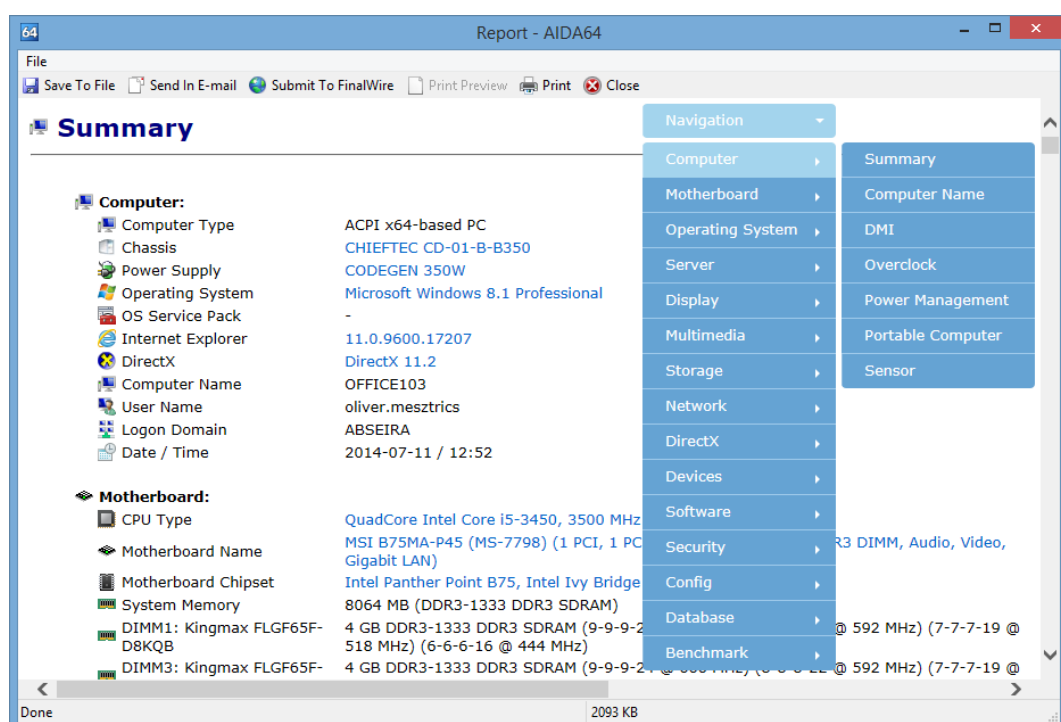 64 Report - AIDA64
File
Save To File Send In E-mail Submit To FinalWire Print Preview Print Close
Summary
Navigation
Computer
Motherboard
Operating System
Server
Display
Multimedia
Storage
Network
DirectX
Devices
Software
Security
Config
Database
Benchmark
Summary
Computer Name
DMI
Overclock
Power Management
Portable Computer
Sensor
Computer:
Computer Type ACPI x64-based PC
Chassis CHIEFTEC CD-01-B-B350
Power Supply CODEGEN 350W
Operating System Microsoft Windows 8.1 Professional
OS Service Pack -
Internet Explorer 11.0.9600.17207
DirectX DirectX 11.2
Computer Name OFFICE103
User Name oliver.mesztrics
Logon Domain ABSEIRA
Date / Time 2014-07-11 / 12:52
Motherboard:
CPU Type QuadCore Intel Core i5-3450, 3500 MHz
Motherboard Name MSI B75MA-P45 (MS-7798) (1 PCI, 1 PC R3 DIMM, Audio, Video,
Gigabit LAN)
Motherboard Chipset Intel Panther Point B75, Intel Ivy Bridge
System Memory 8064 MB (DDR3-1333 DDR3 SDRAM)
DIMM1: Kingmax FLGF65F- 4 GB DDR3-1333 DDR3 SDRAM (9-9-9-2 @ 592 MHz) (7-7-7-19 @
D8KQB 518 MHz) (6-6-6-16 @ 444 MHz)
DIMM3: Kingmax FLGF65F- 4 GB DDR3-1333 DDR3 SDRAM (9-9-9-2 @ 592 MHz) (7-7-7-19 @
Done 2093 KB